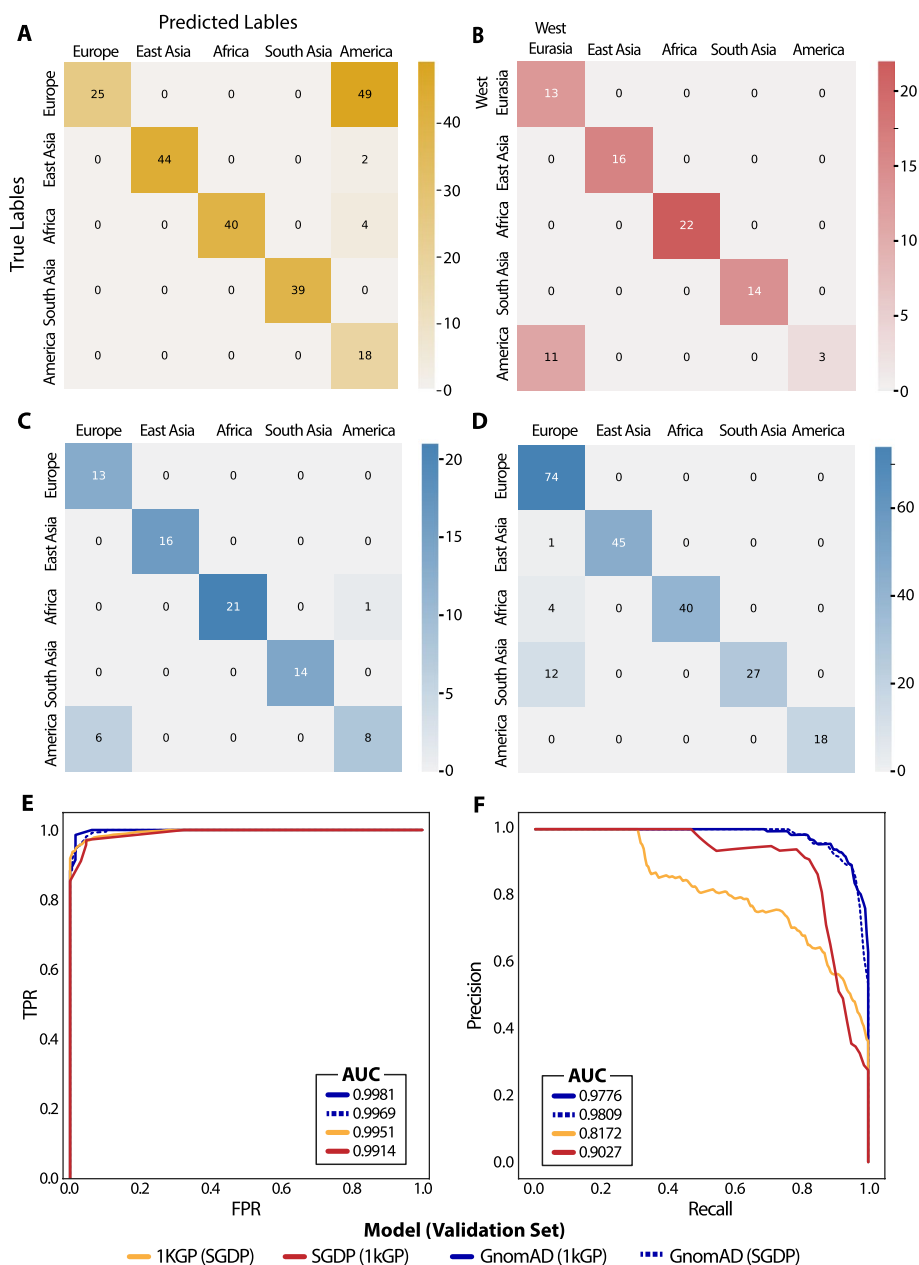 A
Predicted Lables
Europe East Asia Africa South Asia America
True Lables
Europe 25 0 0 0 49
East Asia 0 44 0 0 2
Africa 0 0 40 0 4
South Asia 0 0 0 39 0
America 0 0 0 0 18
40
30
20
10
0
B
West
Eurasia East Asia Africa South Asia America
West
Eurasia 13 0 0 0 0
East Asia 0 16 0 0 0
Africa 0 0 22 0 0
South Asia 0 0 0 14 0
America 11 0 0 0 3
20
15
10
5
0
C
Europe East Asia Africa South Asia America
Europe 13 0 0 0 0
East Asia 0 16 0 0 0
Africa 0 0 21 0 1
South Asia 0 0 0 14 0
America 6 0 0 0 8
20
15
10
5
0
D
Europe East Asia Africa South Asia America
Europe 74 0 0 0 0
East Asia 1 45 0 0 0
Africa 4 0 40 0 0
South Asia 12 0 0 27 0
America 0 0 0 0 18
60
40
20
0
E
TPR
1.0
0.8
0.6
0.4
0.2
0.0
AUC
0.9981
0.9969
0.9951
0.9914
0.0 0.2 0.4 0.6 0.8 1.0
FPR
F
Precision
1.0
0.8
0.6
0.4
0.2
0.0
AUC
0.9776
0.9809
0.8172
0.9027
0.0 0.2 0.4 0.6 0.8 1.0
Recall
Model (Validation Set)
1KGP (SGDP) SGDP (1kGP) GnomAD (1kGP) GnomAD (SGDP)